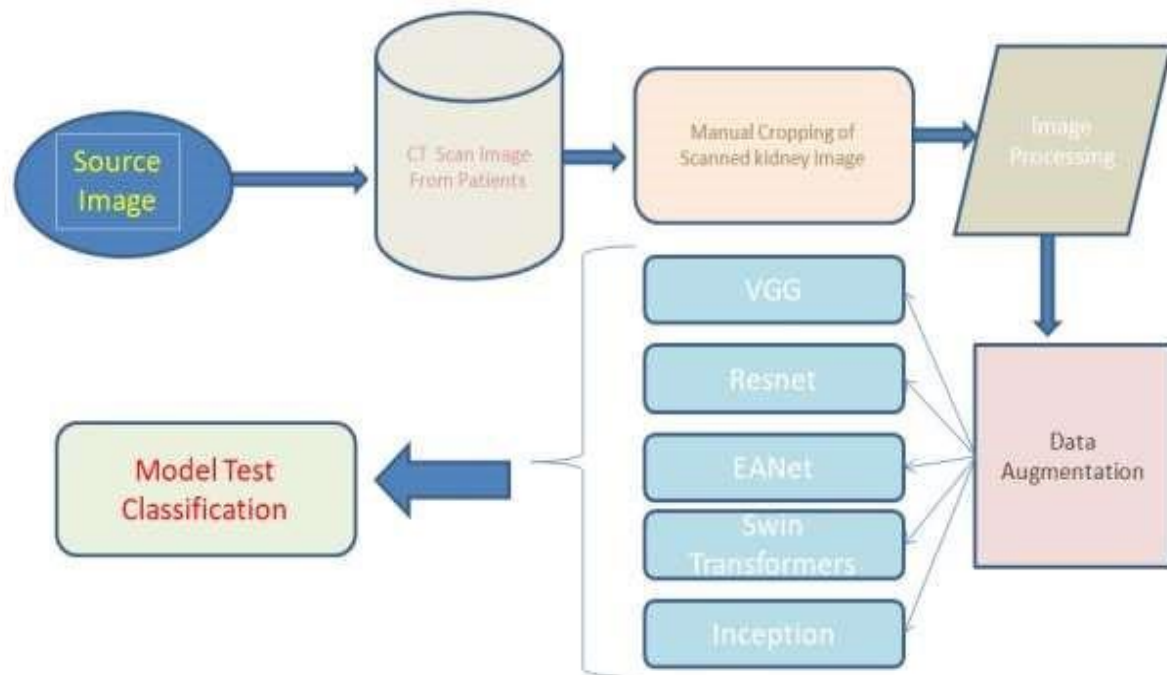 Source
Image
CT Scan Image
From Patients
Manual Cropping of
Scanned kidney Image
Image
Processing
VGG
Resnet
EANet
Swin
Transformers
Inception
Data
Augmentation
Model Test
Classification